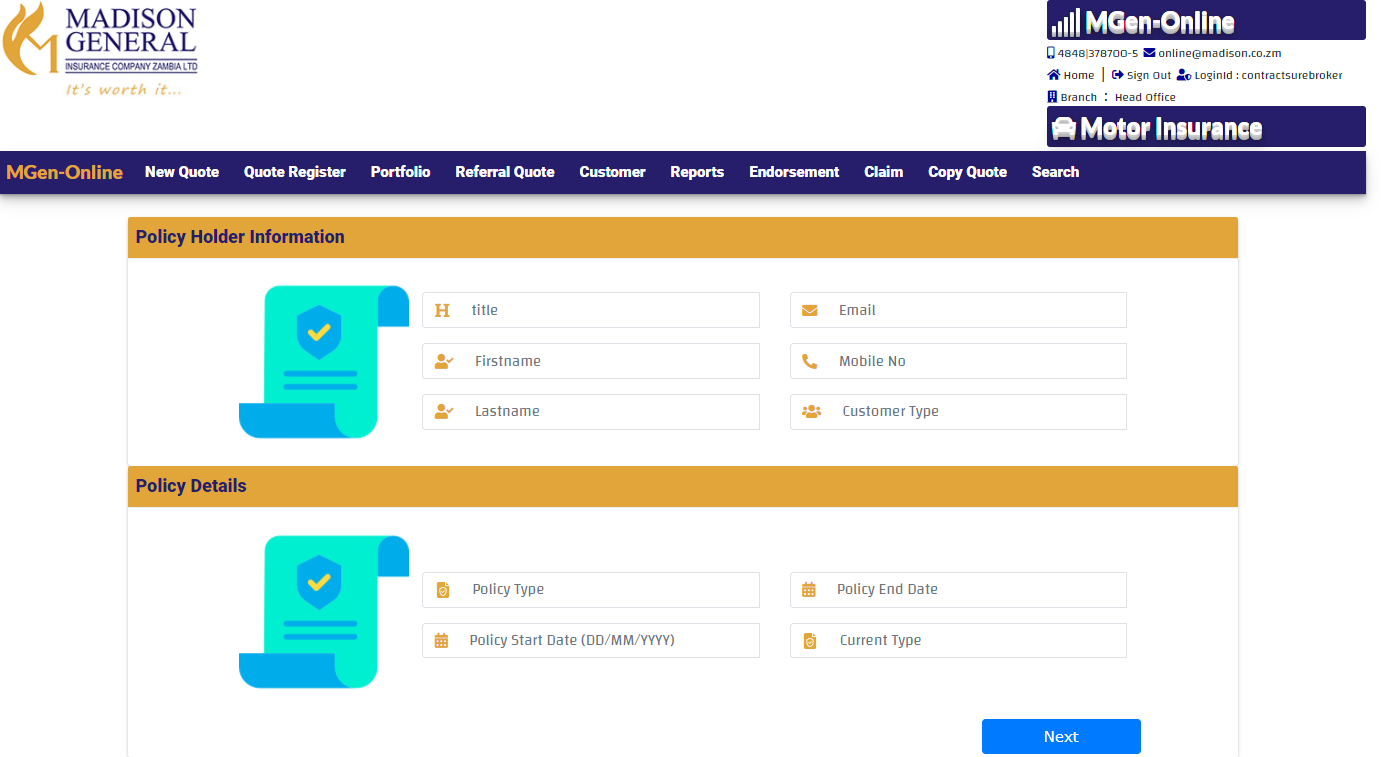 MADISON
GENERAL
INSURANCE COMPANY ZAMBIA LTD
It's worth it...
MGen-Online
4848|378700-5 online@madison.co.zm
Home | Sign Out LoginId : contractsurebroker
Branch : Head Office
Motor Insurance
MGen-Online New Quote Quote Register Portfolio Referral Quote Customer Reports Endorsement Claim Copy Quote Search
Policy Holder Information
title Email
Firstname Mobile No
Lastname Customer Type
Policy Details
Policy Type Policy End Date
Policy Start Date (DD/MM/YYYY) Current Type
Next